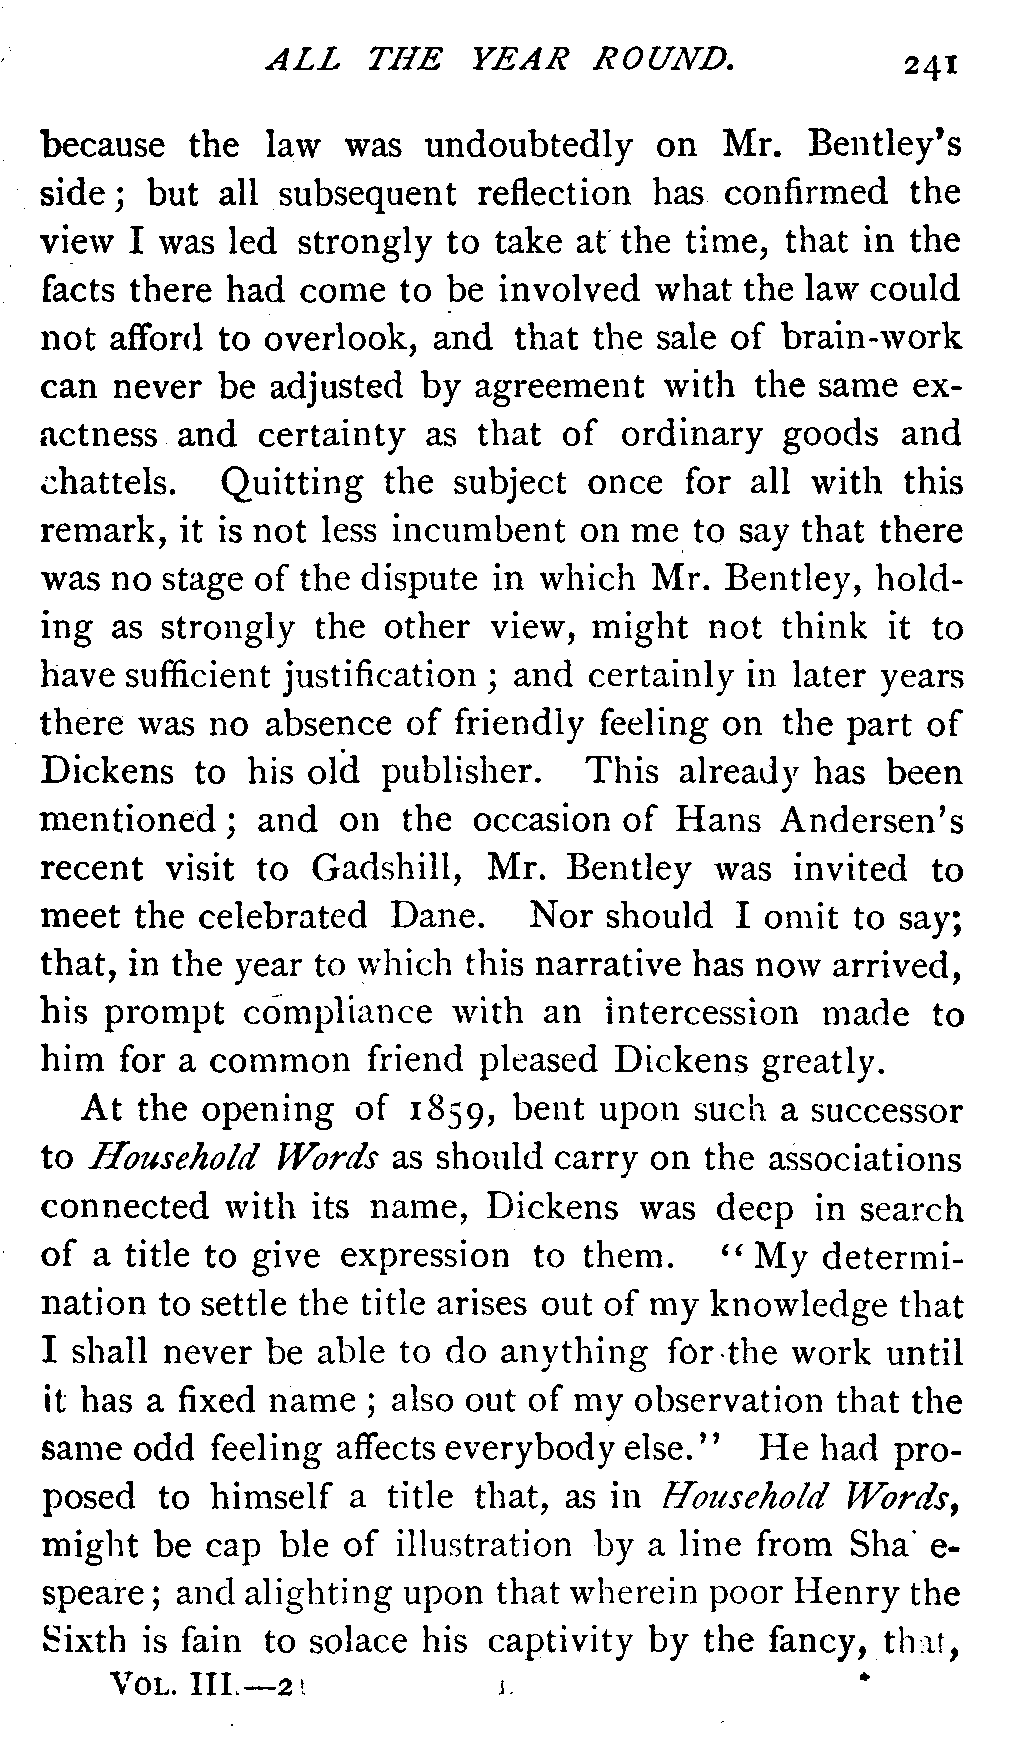 ALL THE YEAR ROUND. 241
because the law was undoubtedly on Mr. Bentley's
side; but all subsequent reflection has confirmed the
view I was led strongly to take at the time, that in the
facts there had come to be involved what the law could
not afford to overlook, and that the sale of brain-work
can never be adjusted by agreement with the same ex-
actness and certainty as that of ordinary goods and
chattels. Quitting the subject once for all with this
remark, it is not less incumbent on me to say that there
was no stage of the dispute in which Mr. Bentley, hold-
ing as strongly the other view, might not think it to
have sufficient justification; and certainly in later years
there was no absence of friendly feeling on the part of
Dickens to his old publisher. This already has been
mentioned; and on the occasion of Hans Andersen's
recent visit to Gadshill, Mr. Bentley was invited to
meet the celebrated Dane. Nor should I omit to say;
that, in the year to which this narrative has now arrived,
his prompt compliance with an intercession made to
him for a common friend pleased Dickens greatly.
At the opening of 1859, bent upon such a successor
to Household Words as should carry on the associations
connected with its name, Dickens was deep in search
of a title to give expression to them. "My determi-
nation to settle the title arises out of my knowledge that
I shall never be able to do anything for the work until
it has a fixed name; also out of my observation that the
same odd feeling affects everybody else." He had pro-
posed to himself a title that, as in Household Words,
might be cap ble of illustration by a line from Sha e-
speare; and alighting upon that wherein poor Henry the
Sixth is fain to solace his captivity by the fancy, that,
VOL. III.—2